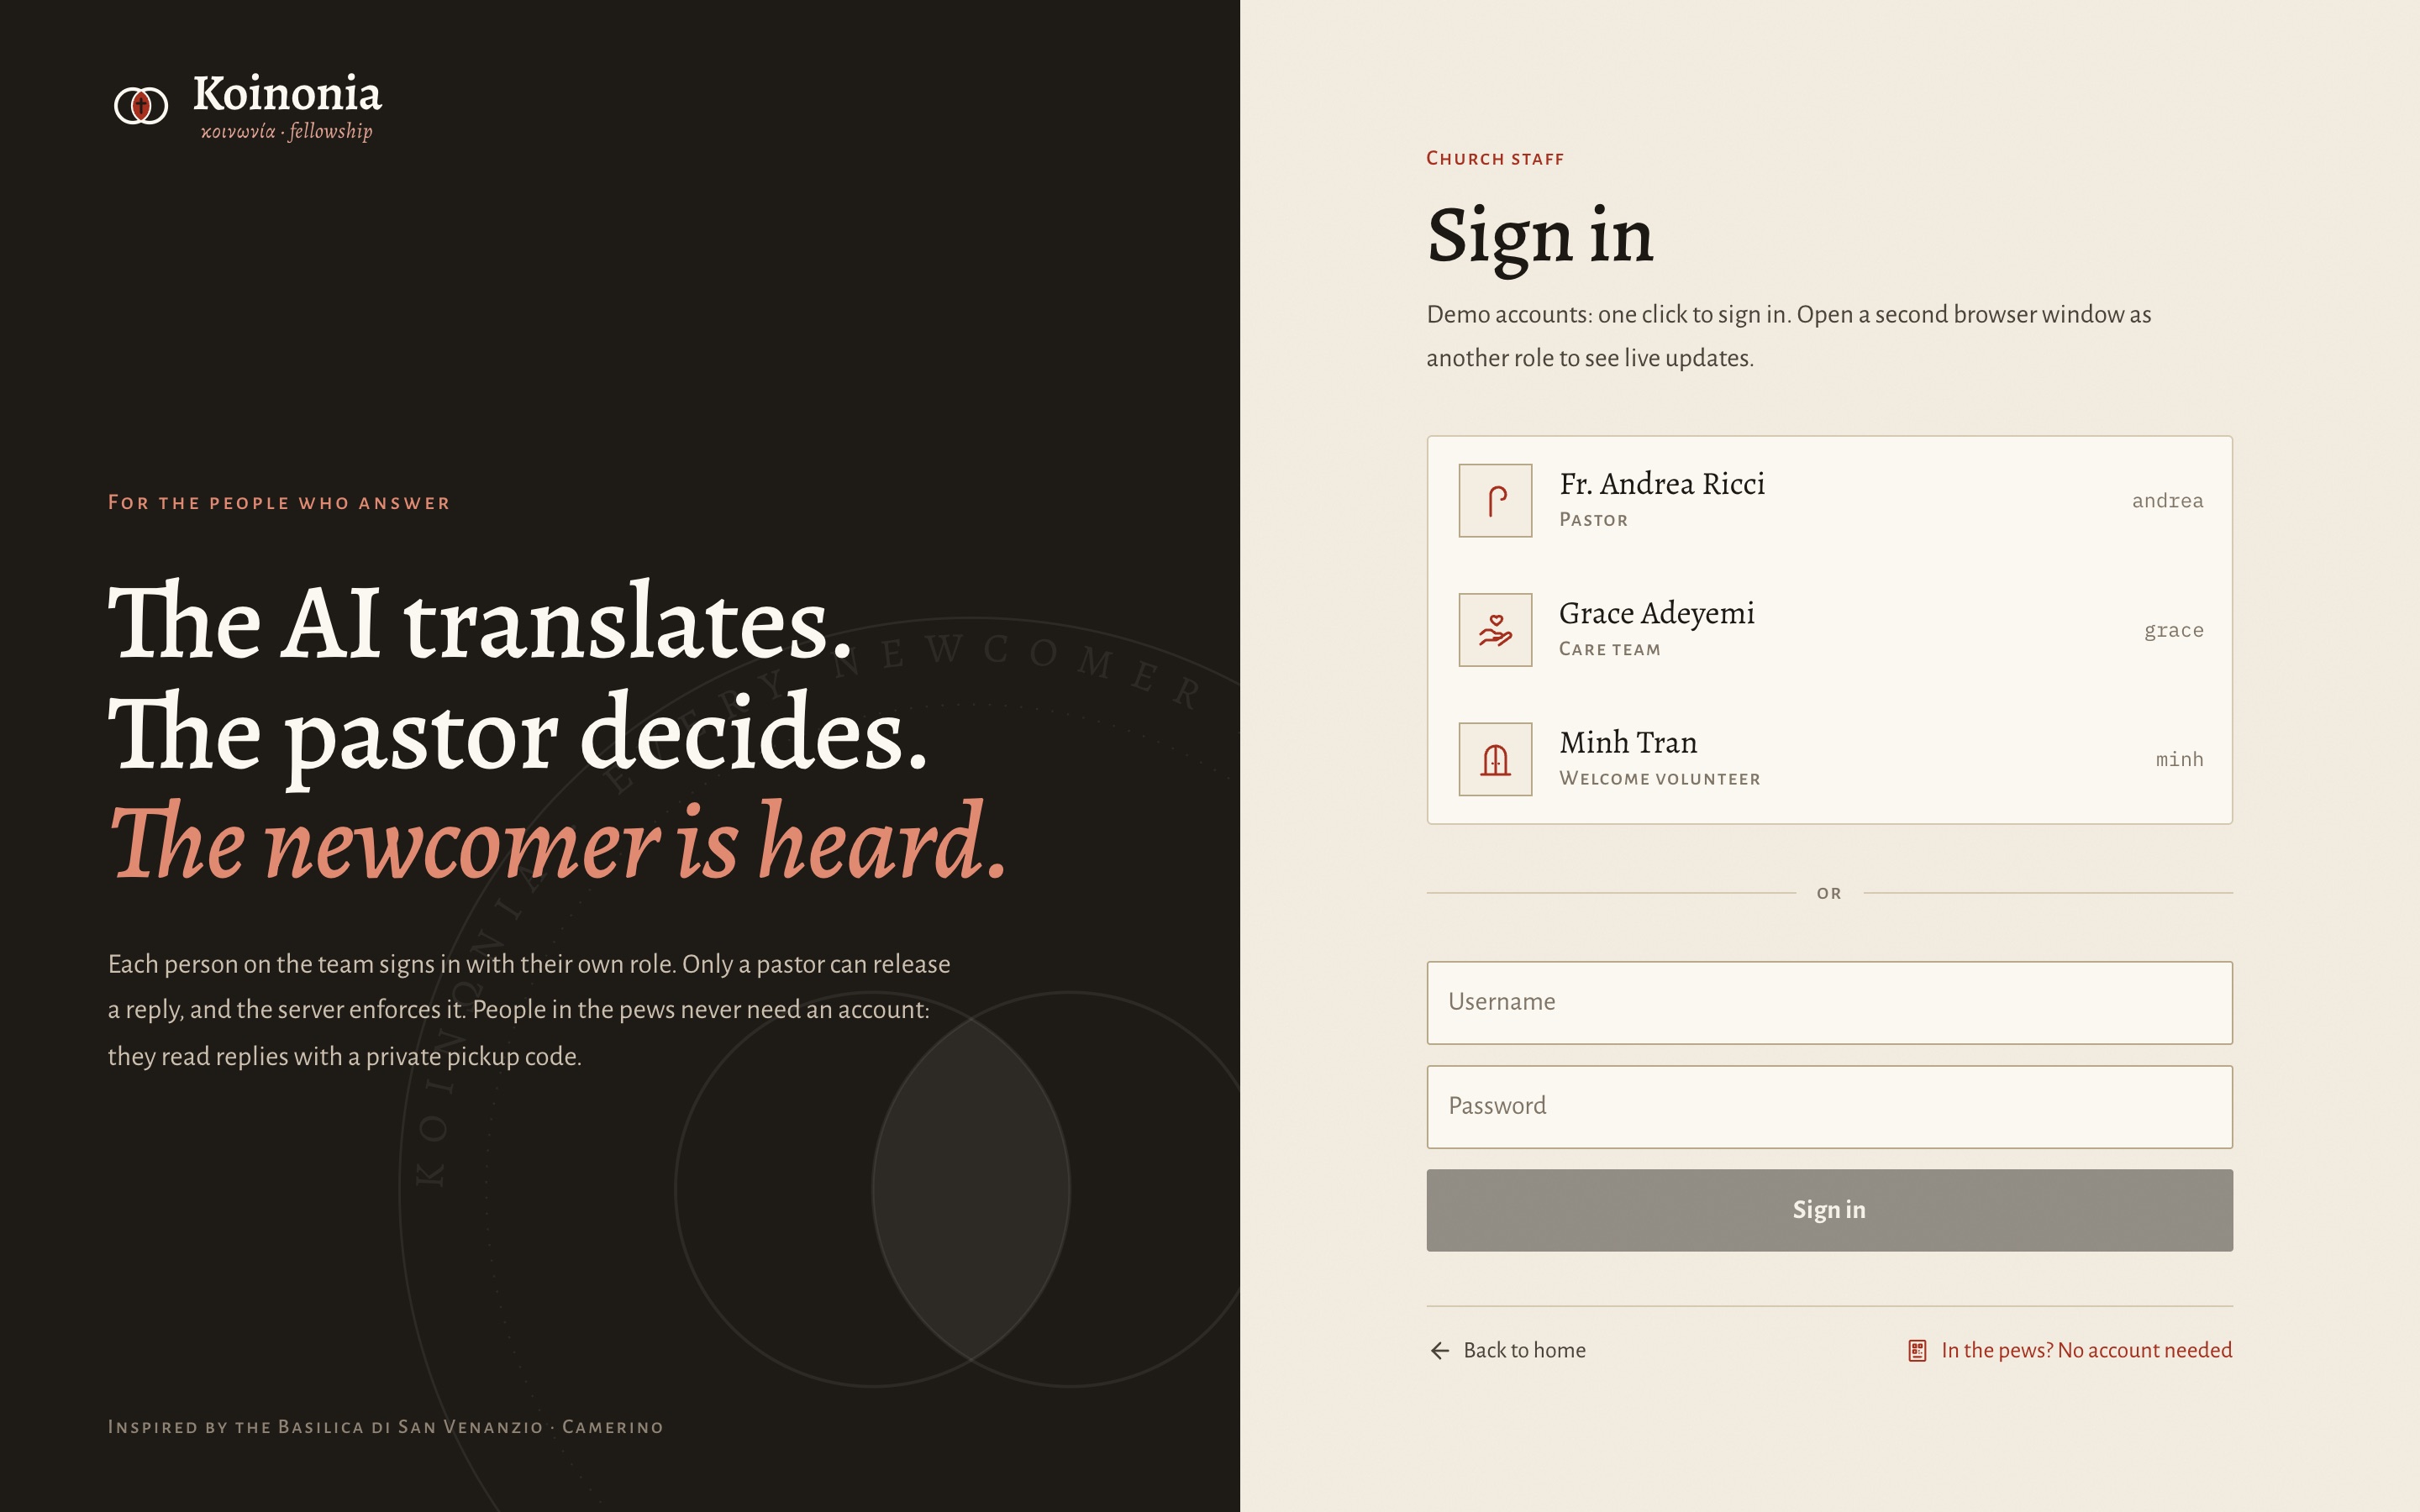 Koinonia
κοινωνία · fellowship
For the people who answer
The AI translates.
The pastor decides.
The newcomer is heard.
Each person on the team signs in with their own role. Only a pastor can release
a reply, and the server enforces it. People in the pews never need an account:
they read replies with a private pickup code.
KOINONIA EVERY NEWCOMER
Inspired by the Basilica di San Venanzio · Camerino
Church staff
Sign in
Demo accounts: one click to sign in. Open a second browser window as
another role to see live updates.
Fr. Andrea Ricci
Pastor
andrea
Grace Adeyemi
Care team
grace
Minh Tran
Welcome volunteer
minh
or
Username
Password
Sign in
Back to home
In the pews? No account needed